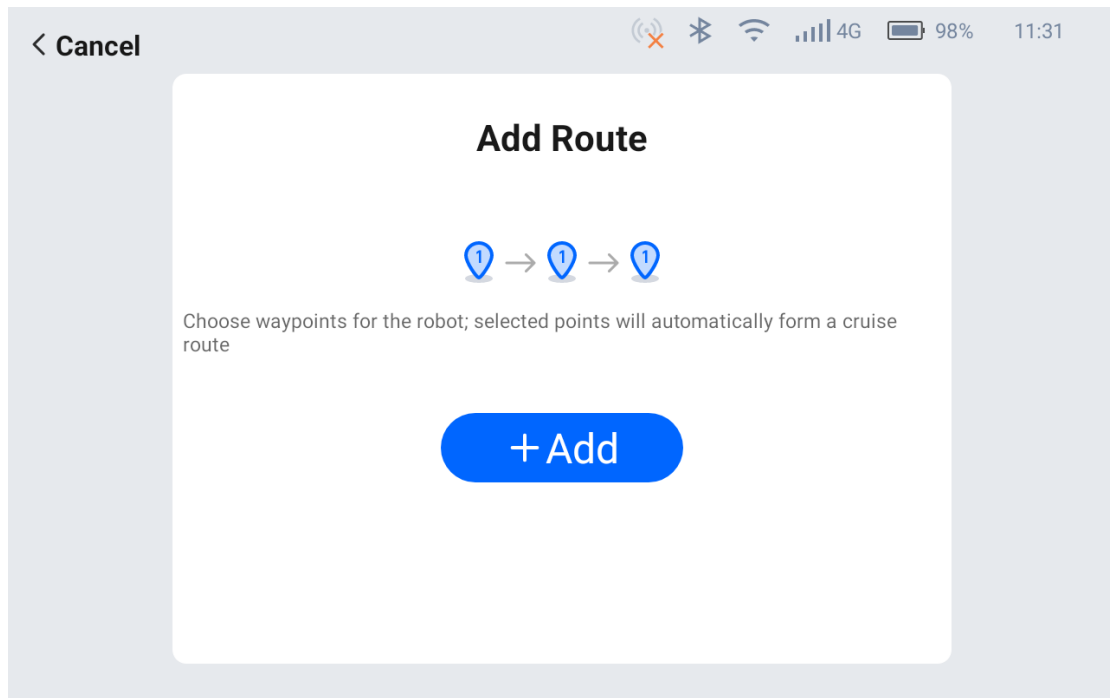 Cancel
4G 98% 11:31
Add Route
1 1 1
Choose waypoints for the robot; selected points will automatically form a cruise
route
+Add